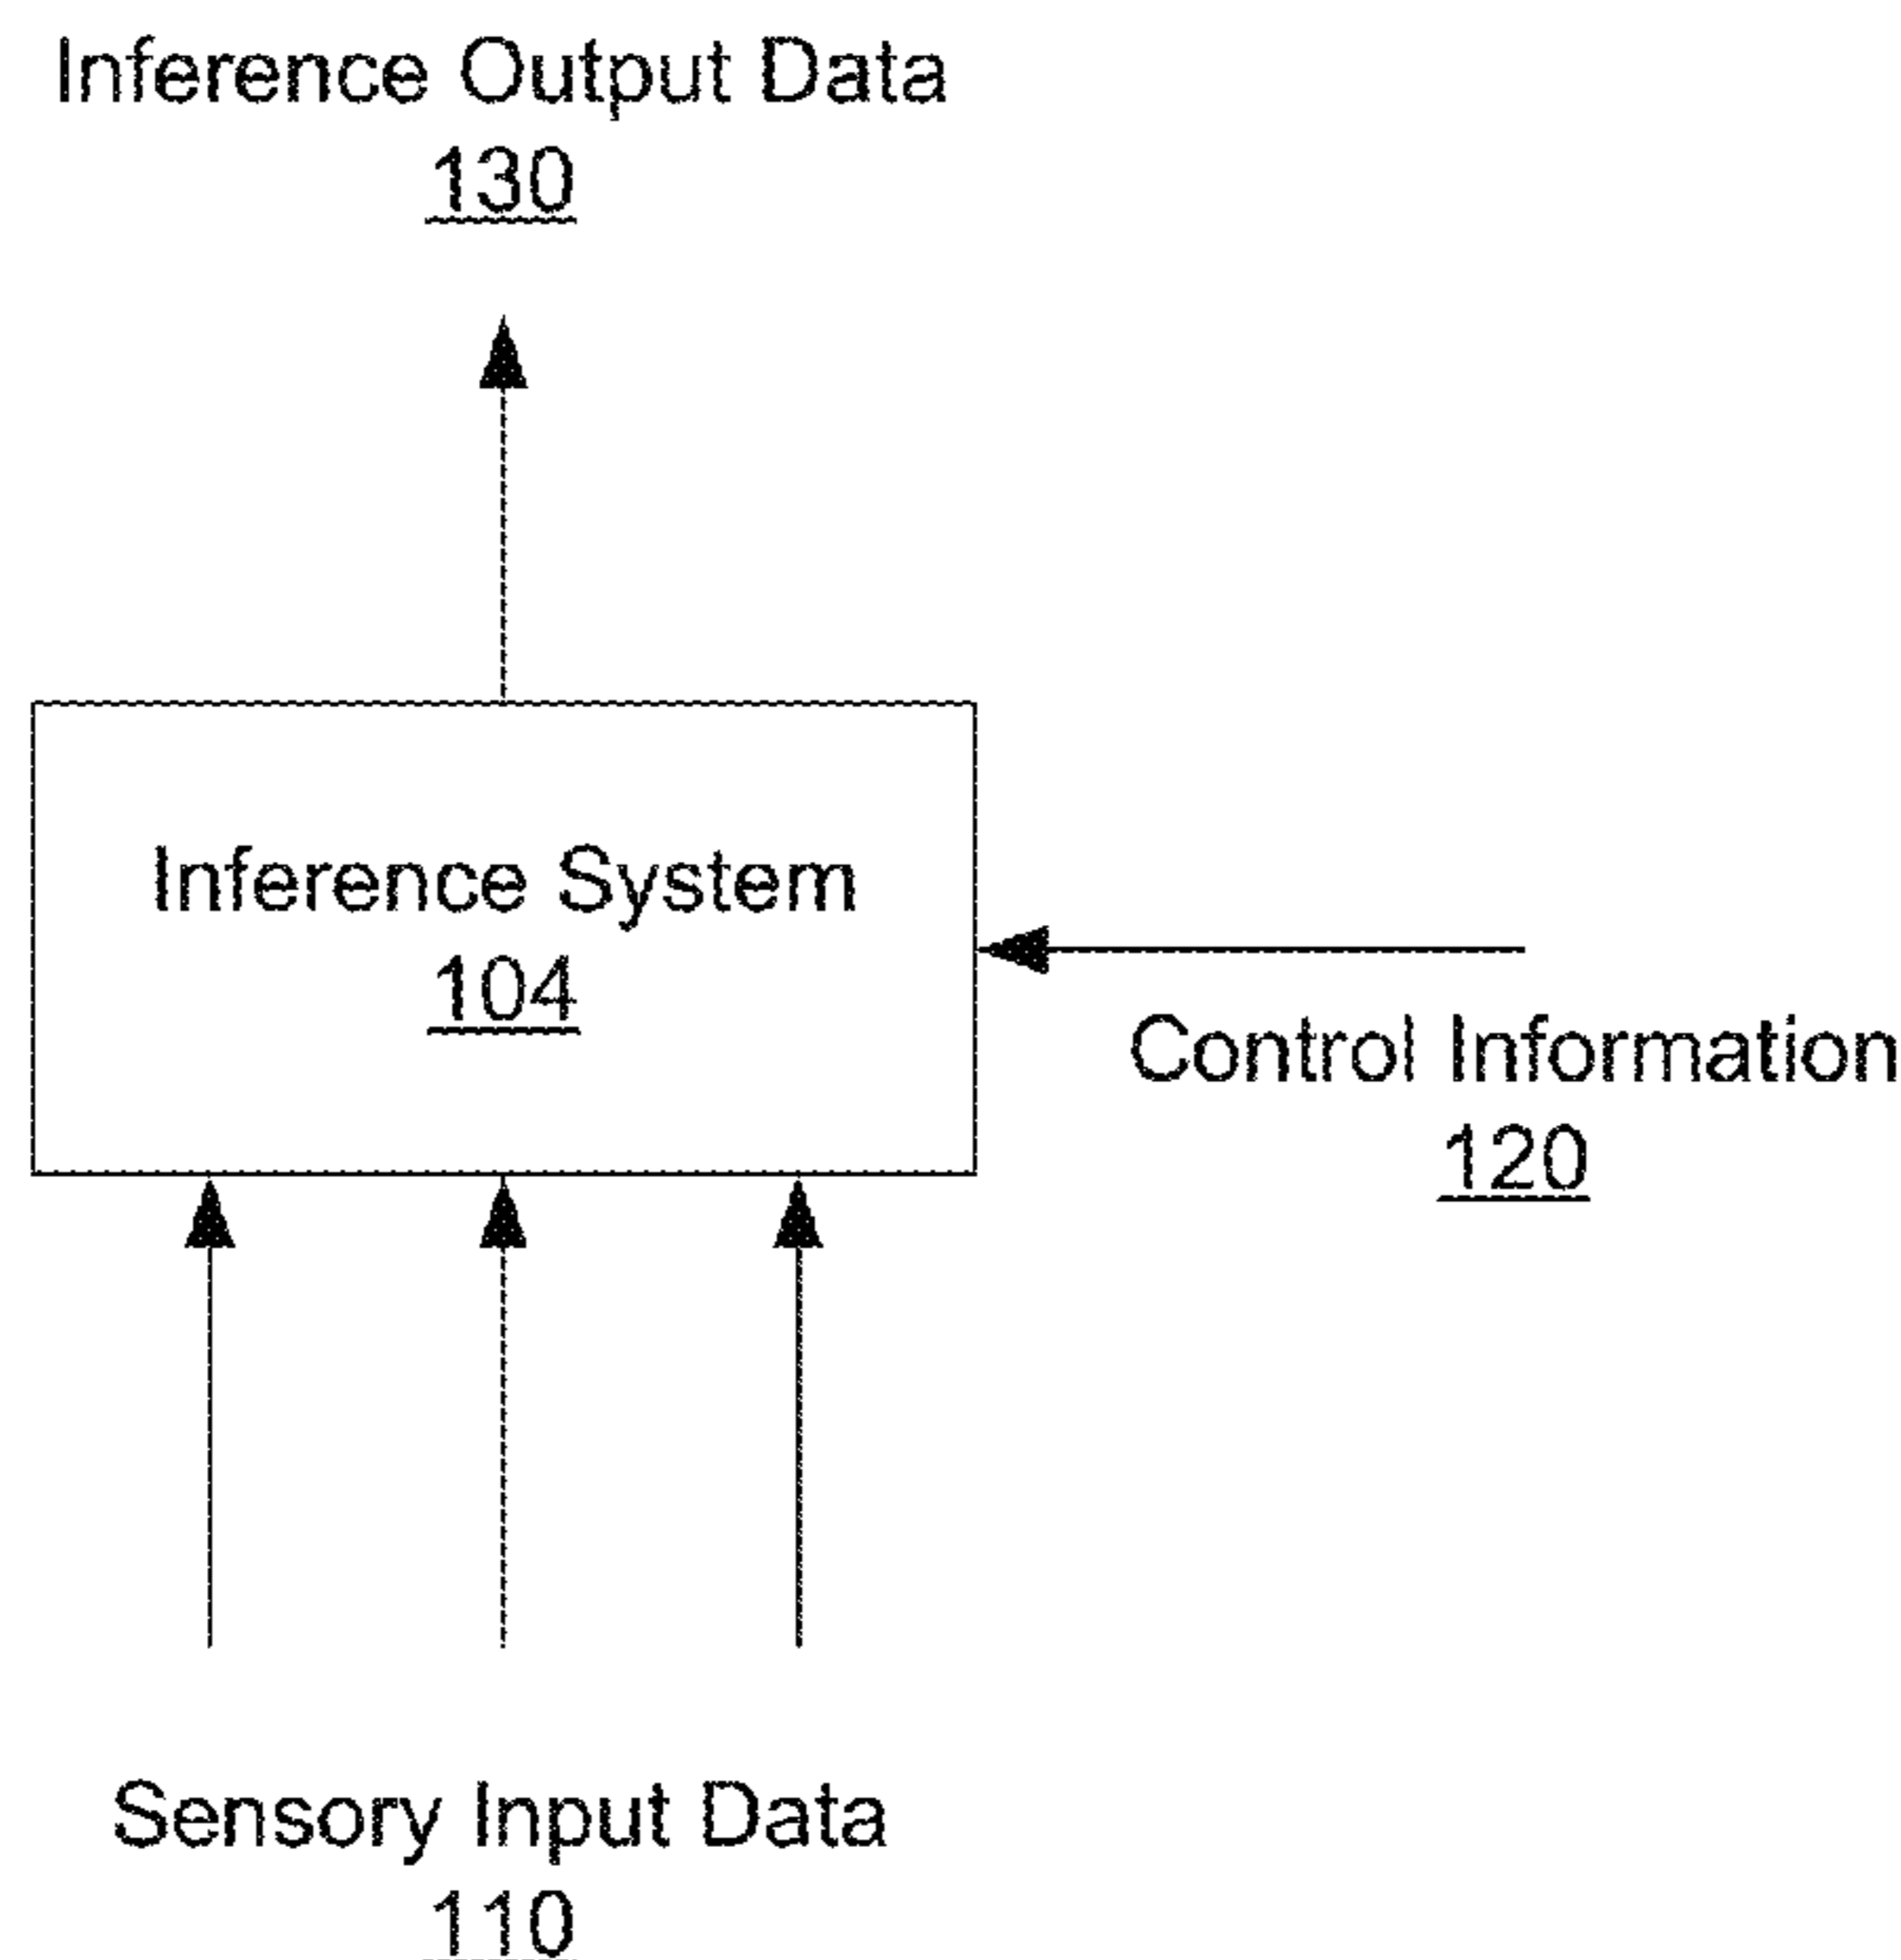 Inference Output Data
130
Inference System
104
Control Information
120
Sensory Input Data
110